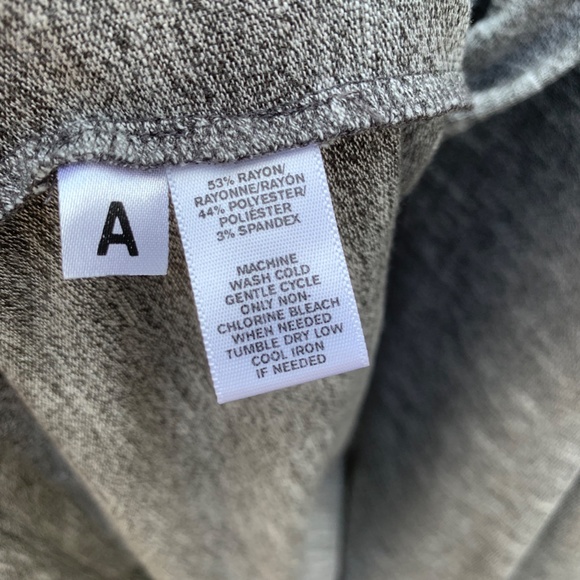 A
53% RAYON/
RAYONNE/RAYÓN
44% POLYESTER/
POLIÉSTER
3% SPANDEX
MACHINE
WASH COLD
GENTLE CYCLE
ONLY NON-
CHLORINE BLEACH
WHEN NEEDED
TUMBLE DRY LOW
COOL IRON
IF NEEDED